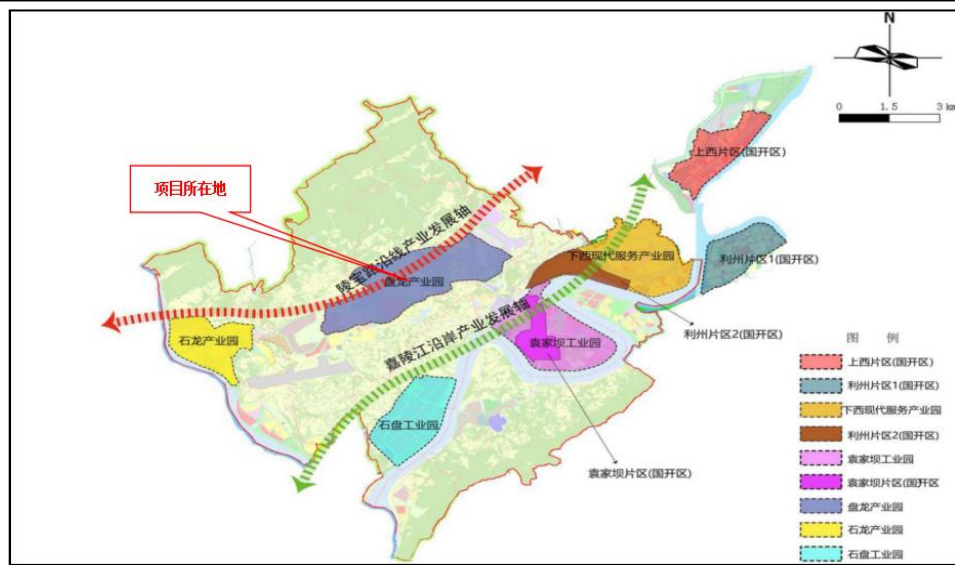 N
0 1.5 3 km
上西片区(国开区)
项目所在地
陵宝路沿线产业发展轴
下西现代服务产业园
利州片区1(国开区)
盘龙产业园
利州片区2(国开区)
石龙产业园
嘉陵江沿岸产业发展轴
袁家坝工业园
石盘工业园
袁家坝片区(国开区)
图 例
上西片区(国开区)
利州片区1(国开区)
下西现代服务产业园
利州片区2(国开区)
袁家坝工业园
袁家坝片区(国开区
盘龙产业园
石龙产业园
石盘工业园